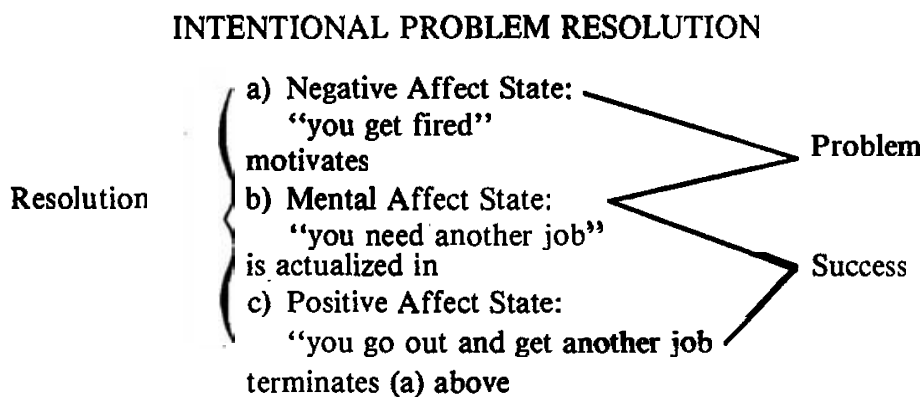 INTENTIONAL PROBLEM RESOLUTION
a) Negative Affect State:
“you get fired”
Problem
motivates
Resolution
b) Mental Affect State:
“you need another job”
is actualized in
Success
c) Positive Affect State:
“you go out and get another job
terminates (a) above